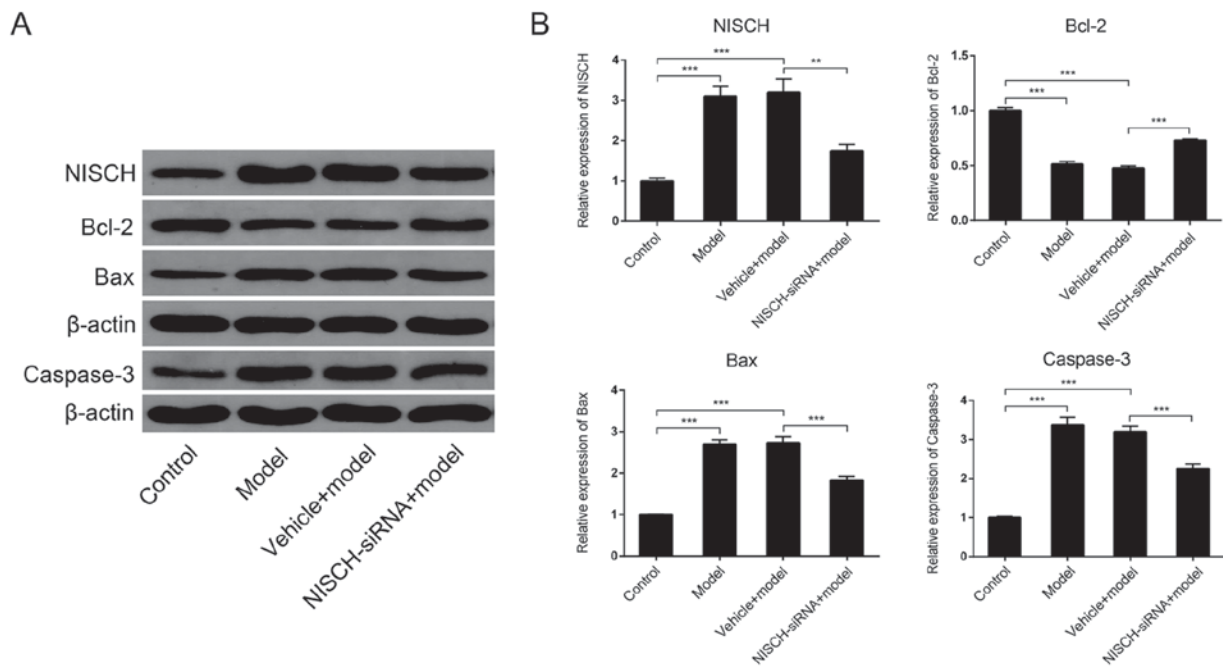 A
NISCH
Bcl-2
Bax
β-actin
Caspase-3
β-actin
Control
Model
Vehicle+model
NISCH-siRNA+model
B
NISCH
Relative expression of NISCH
4
3
2
1
0
***
***
**
Control
Model
Vehicle+model
NISCH-siRNA+model
Bcl-2
Relative expression of Bcl-2
1.5
1.0
0.5
0.0
***
***
***
Control
Model
Vehicle+model
NISCH-siRNA+model
Bax
Relative expression of Bax
4
3
2
1
0
***
***
***
Control
Model
Vehicle+model
NISCH-siRNA+model
Caspase-3
Relative expression of Caspase-3
4
3
2
1
0
***
***
***
Control
Model
Vehicle+model
NISCH-siRNA+model